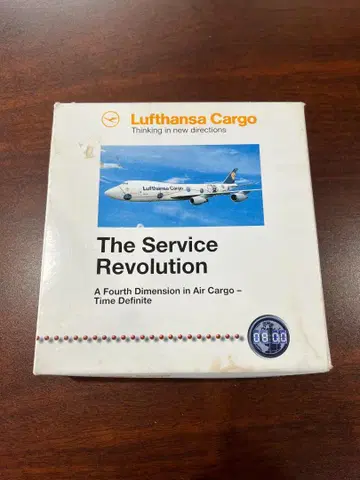 Lufthansa Cargo
Thinking in new directions
Lufthansa Cargo
The Service
Revolution
A Fourth Dimension in Air Cargo –
Time Definite
08:00